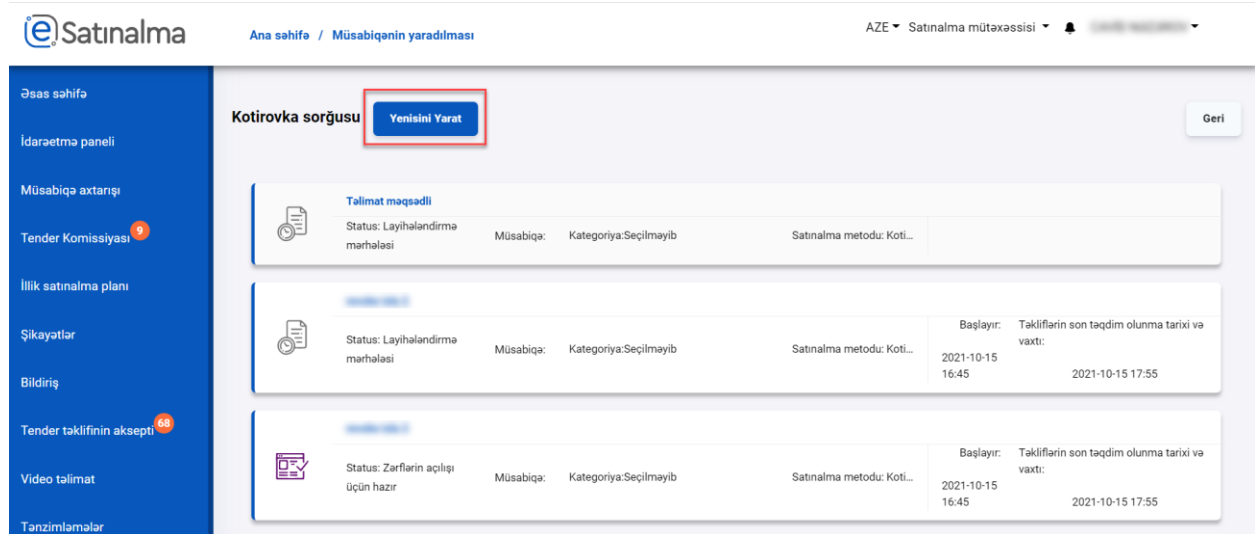 eSatınalma
Ana səhifə / Müsabiqənin yaradılması
AZE Satınalma mütəxəssisi
Əsas səhifə
İdarəetmə paneli
Müsabiqə axtarışı
Tender Komissiyası 9
İllik satınalma planı
Şikayətlər
Bildiriş
Tender təklifinin aksepti 68
Video təlimat
Tənzimləmələr
Kotirovka sorğusu
Yenisini Yarat
Geri
Təlimat məqsədli
Status: Layihələndirmə
mərhələsi
Müsabiqə:
Kategoriya:Seçilməyib
Satınalma metodu: Koti...
Status: Layihələndirmə
mərhələsi
Müsabiqə:
Kategoriya:Seçilməyib
Satınalma metodu: Koti...
Başlayır:
2021-10-15
16:45
Təkliflərin son təqdim olunma tarixi və
vaxtı:
2021-10-15 17:55
Status: Zərflərin açılışı
üçün hazır
Müsabiqə:
Kategoriya:Seçilməyib
Satınalma metodu: Koti...
Başlayır:
2021-10-15
16:45
Təkliflərin son təqdim olunma tarixi və
vaxtı:
2021-10-15 17:55